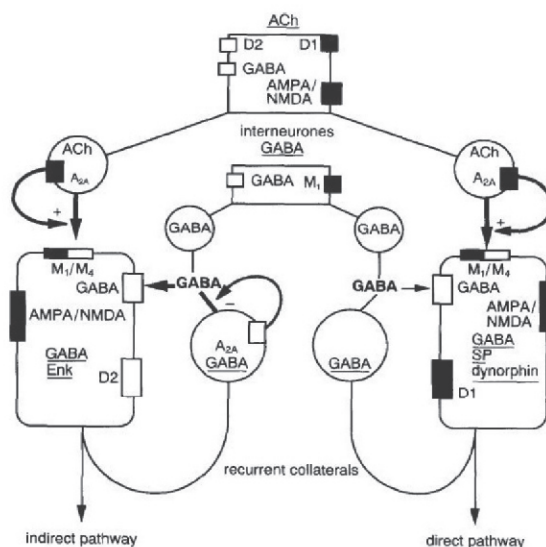 ACh
D2 D1
GABA
AMPA/
NMDA
interneurones
GABA
GABA M₁
ACh
A₂A
+
ACh
A₂A
+
GABA
GABA
M₁/M₄
GABA
AMPA/NMDA
GABA
Enk
D2
GABA
–
A₂A
GABA
GABA
GABA
M₁/M₄
GABA
AMPA/
NMDA
GABA
SP
dynorphin
D1
recurrent collaterals
indirect pathway
direct pathway